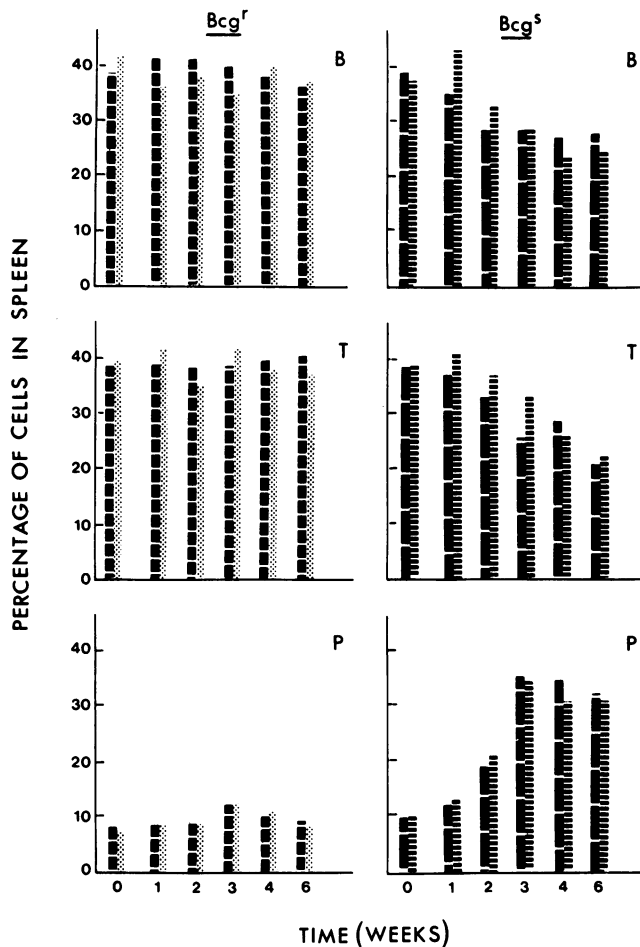 Bcgʳ Bcgˢ
PERCENTAGE OF CELLS IN SPLEEN
40 B B
30
20
10
0
40 T T
30
20
10
0
40 P P
30
20
10
0
0 1 2 3 4 6 0 1 2 3 4 6
TIME (WEEKS)